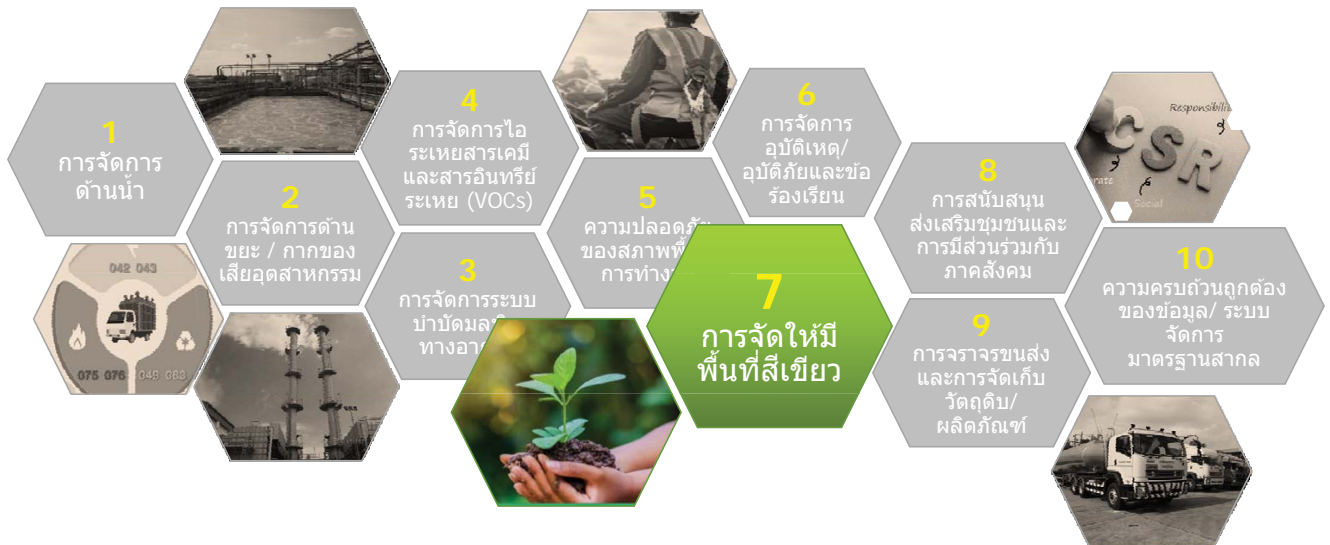 1
การจัดการ
ด้านน้ำ
2
การจัดการด้าน
ขยะ / กากของ
เสียอุตสาหกรรม
3
การจัดการระบบ
บำบัด
4
การจัดการไอ
ระเหยสารเคมี
และสารอินทรีย์
ระเหย (VOCs)
5
ความปลอดภัย
ของสภาพ
การทำงาน
6
การจัดการ
อุบัติเหตุ/
อุบัติภัยและข้อ
ร้องเรียน
7
การจัดให้มี
พื้นที่สีเขียว
8
การสนับสนุน
ส่งเสริมชุมชนและ
การมีส่วนร่วมกับ
ภาคสังคม
9
การจราจรขนส่ง
และการจัดเก็บ
วัตถุดิบ/
ผลิตภัณฑ์
10
ความครบถ้วนถูกต้อง
ของข้อมูล/ ระบบ
จัดการ
มาตรฐานสากล
042 043
075 076 049 063
CSR
Social